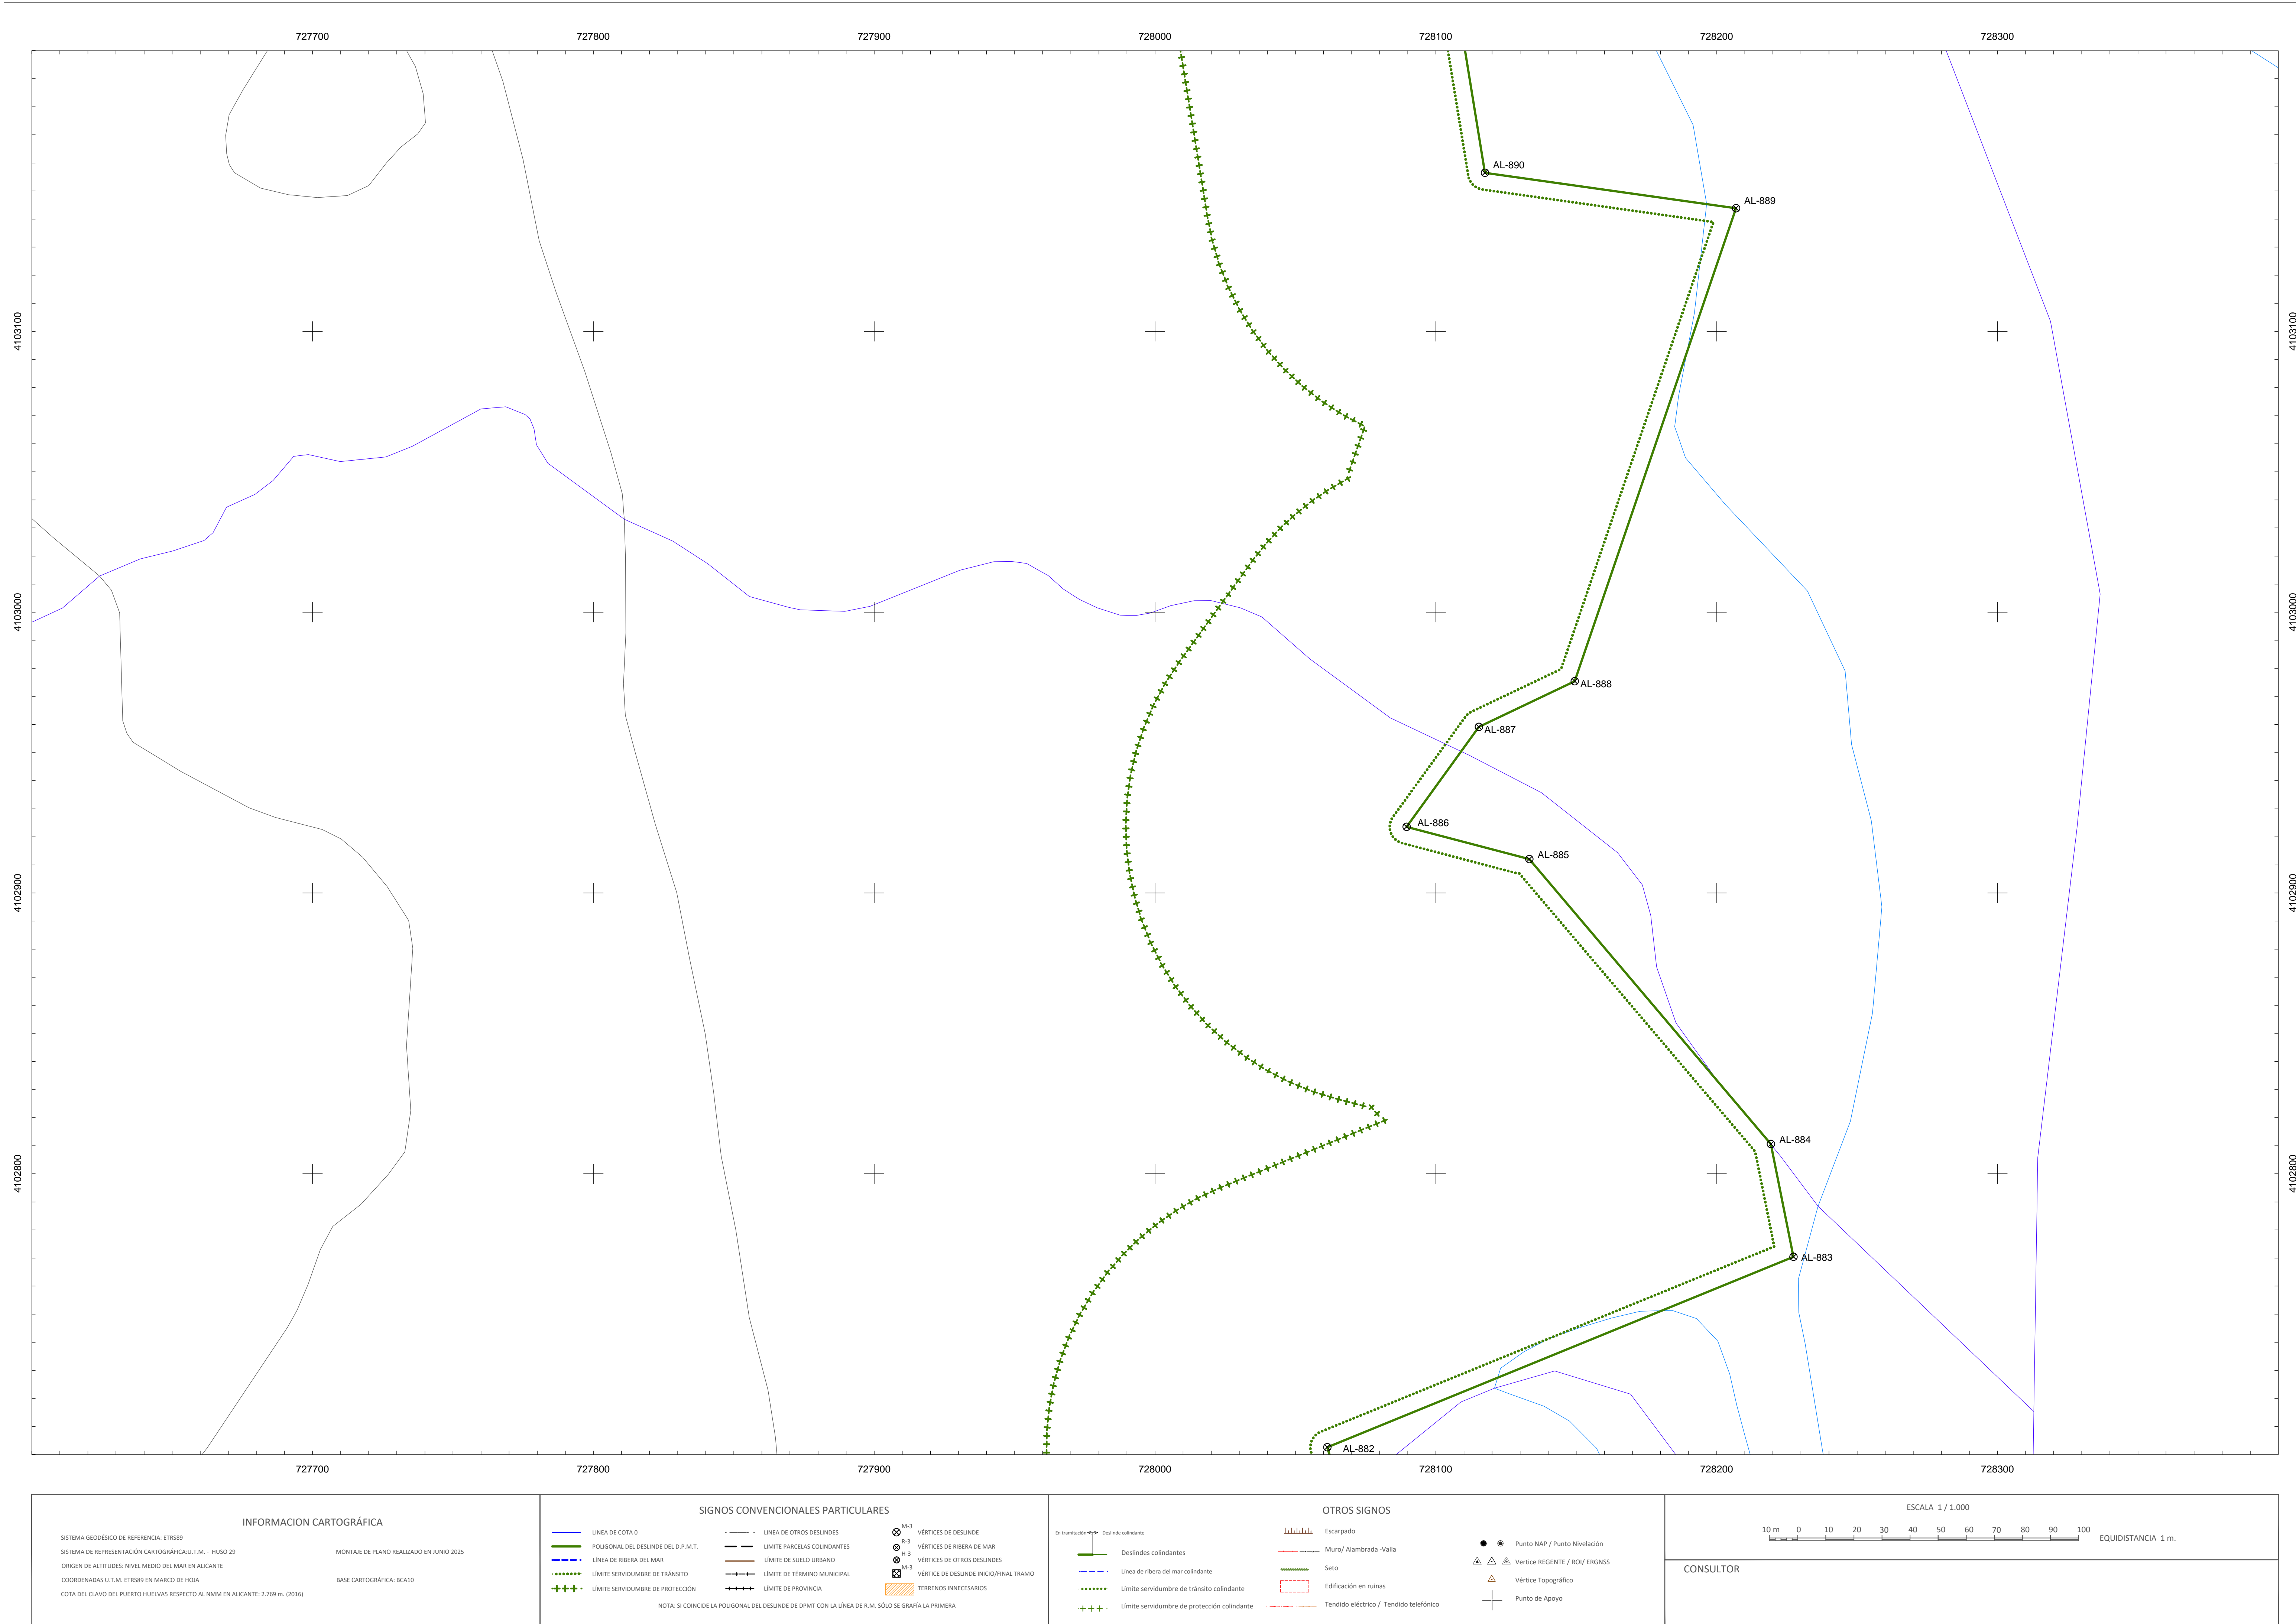 727700 727800 727900 728000 728100 728200 728300
AL-890
AL-889
4103100 4103100
4103000 4103000
AL-888
AL-887
AL-886
AL-885
4102900 4102900
AL-884
4102800 4102800
AL-883
AL-882
727700 727800 727900 728000 728100 728200 728300
INFORMACION CARTOGRÁFICA
SISTEMA GEODÉSICO DE REFERENCIA: ETRS89
SISTEMA DE REPRESENTACIÓN CARTOGRÁFICA:U.T.M. - HUSO 29
MONTAJE DE PLANO REALIZADO EN JUNIO 2025
ORIGEN DE ALTITUDES: NIVEL MEDIO DEL MAR EN ALICANTE
COORDENADAS U.T.M. ETRS89 EN MARCO DE HOJA
BASE CARTOGRÁFICA: BCA10
COTA DEL CLAVO DEL PUERTO HUELVAS RESPECTO AL NMM EN ALICANTE: 2.769 m. (2016)
SIGNOS CONVENCIONALES PARTICULARES
LINEA DE COTA 0
POLIGONAL DEL DESLINDE DEL D.P.M.T.
LÍNEA DE RIBERA DEL MAR
LÍMITE SERVIDUMBRE DE TRÁNSITO
LÍMITE SERVIDUMBRE DE PROTECCIÓN
LINEA DE OTROS DESLINDES
LIMITE PARCELAS COLINDANTES
LÍMITE DE SUELO URBANO
LÍMITE DE TÉRMINO MUNICIPAL
LÍMITE DE PROVINCIA
M-3 VÉRTICES DE DESLINDE
R-3 VÉRTICES DE RIBERA DE MAR
H-3 VÉRTICES DE OTROS DESLINDES
M-3 VÉRTICE DE DESLINDE INICIO/FINAL TRAMO
TERRENOS INNECESARIOS
NOTA: SI COINCIDE LA POLIGONAL DEL DESLINDE DE DPMT CON LA LÍNEA DE R.M. SÓLO SE GRAFÍA LA PRIMERA
OTROS SIGNOS
En tramitación Deslinde colindante
Deslindes colindantes
Línea de ribera del mar colindante
Límite servidumbre de tránsito colindante
Límite servidumbre de protección colindante
Escarpado
Muro/ Alambrada -Valla
Seto
Edificación en ruinas
Tendido eléctrico / Tendido telefónico
Punto NAP / Punto Nivelación
Vertice REGENTE / ROI/ ERGNSS
Vértice Topográfico
Punto de Apoyo
ESCALA 1 / 1.000
10 m 0 10 20 30 40 50 60 70 80 90 100
EQUIDISTANCIA 1 m.
CONSULTOR